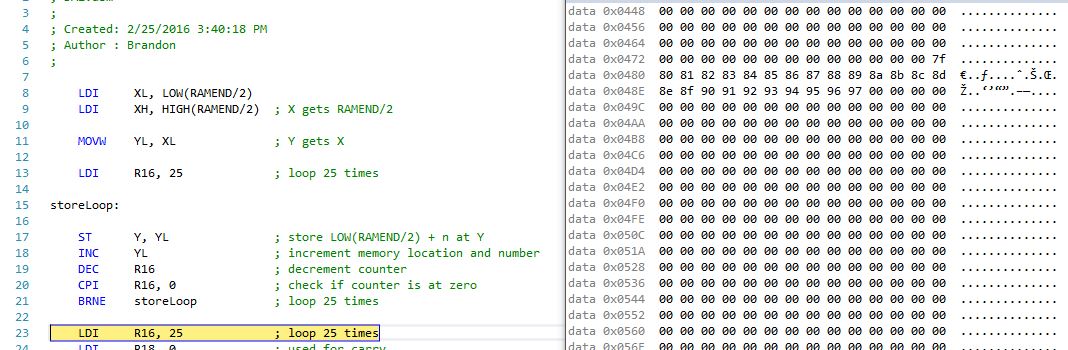 3 ;
4 ; Created: 2/25/2016 3:40:18 PM
5 ; Author : Brandon
6 ;
7
8 LDI XL, LOW(RAMEND/2)
9 LDI XH, HIGH(RAMEND/2) ; X gets RAMEND/2
10
11 MOVW YL, XL ; Y gets X
12
13 LDI R16, 25 ; loop 25 times
14
15 storeLoop:
16
17 ST Y, YL ; store LOW(RAMEND/2) + n at Y
18 INC YL ; increment memory location and number
19 DEC R16 ; decrement counter
20 CPI R16, 0 ; check if counter is at zero
21 BRNE storeLoop ; loop 25 times
22
23 LDI R16, 25 ; loop 25 times
24 LDI R18, 0 ; used for carry
data 0x0448 00 00 00 00 00 00 00 00 00 00 00 00 00 00 ..............
data 0x0456 00 00 00 00 00 00 00 00 00 00 00 00 00 00 ..............
data 0x0464 00 00 00 00 00 00 00 00 00 00 00 00 00 00 ..............
data 0x0472 00 00 00 00 00 00 00 00 00 00 00 00 00 7f ..............
data 0x0480 80 81 82 83 84 85 86 87 88 89 8a 8b 8c 8d €..ƒ....ˆ.Š.Œ
data 0x048E 8e 8f 90 91 92 93 94 95 96 97 00 00 00 00 Ž..‘’“”.–—....
data 0x049C 00 00 00 00 00 00 00 00 00 00 00 00 00 00 ..............
data 0x04AA 00 00 00 00 00 00 00 00 00 00 00 00 00 00 ..............
data 0x04B8 00 00 00 00 00 00 00 00 00 00 00 00 00 00 ..............
data 0x04C6 00 00 00 00 00 00 00 00 00 00 00 00 00 00 ..............
data 0x04D4 00 00 00 00 00 00 00 00 00 00 00 00 00 00 ..............
data 0x04E2 00 00 00 00 00 00 00 00 00 00 00 00 00 00 ..............
data 0x04F0 00 00 00 00 00 00 00 00 00 00 00 00 00 00 ..............
data 0x04FE 00 00 00 00 00 00 00 00 00 00 00 00 00 00 ..............
data 0x050C 00 00 00 00 00 00 00 00 00 00 00 00 00 00 ..............
data 0x051A 00 00 00 00 00 00 00 00 00 00 00 00 00 00 ..............
data 0x0528 00 00 00 00 00 00 00 00 00 00 00 00 00 00 ..............
data 0x0536 00 00 00 00 00 00 00 00 00 00 00 00 00 00 ..............
data 0x0544 00 00 00 00 00 00 00 00 00 00 00 00 00 00 ..............
data 0x0552 00 00 00 00 00 00 00 00 00 00 00 00 00 00 ..............
data 0x0560 00 00 00 00 00 00 00 00 00 00 00 00 00 00 ..............
data 0x056E 00 00 00 00 00 00 00 00 00 00 00 00 00 00 ..............